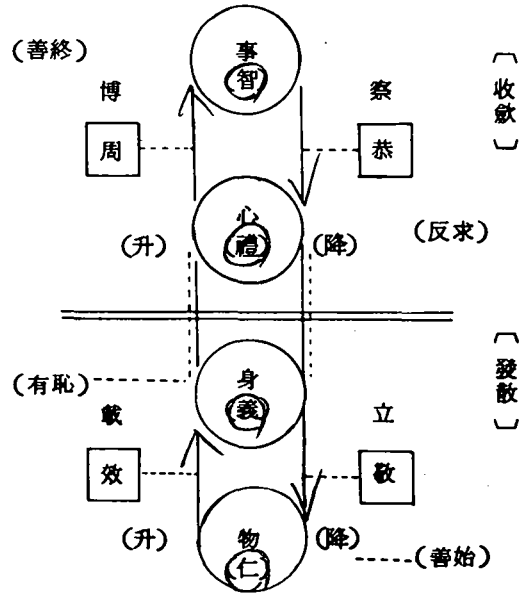 (善終)
事
智
〔收斂〕
博
察
周
恭
心
禮
(升)
(降)
(反求)
(有恥)
身
義
〔發散〕
載
立
效
敬
(升)
物
仁
(降)
(善始)